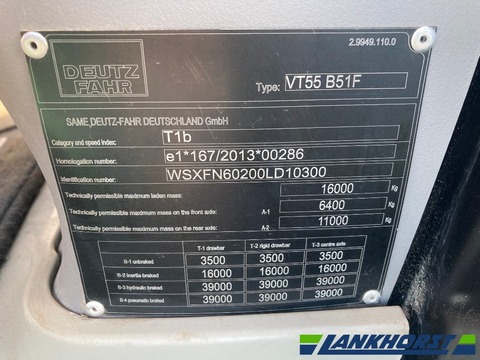 2.9949.110.0
DEUTZ
FAHR
Type: VT55 B51F
SAME DEUTZ-FAHR DEUTSCHLAND GmbH
Category and speed index: T1b
Homologation number: e1*167/2013*00286
Identification number: WSXFN60200LD10300
Technically permissible maximum laden mass: 16000 Kg
Technically permissible maximum mass on the front axle: A-1 6400 Kg
Technically permissible maximum mass on the rear axle: A-2 11000 Kg
T-1 drawbar T-2 rigid drawbar T-3 centre axle
B-1 unbraked 3500 3500 3500 Kg
B-2 inertia braked 16000 16000 16000 Kg
B-3 hydraulic braked 39000 39000 39000 Kg
B-4 pneumatic braked 39000 39000 39000 Kg
LANKHORST